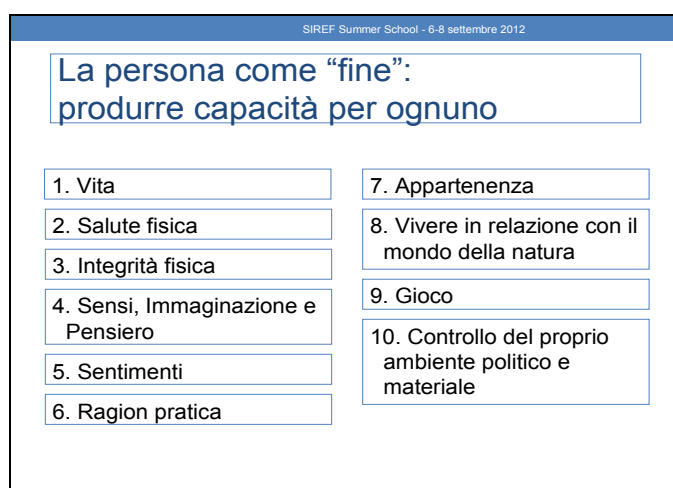 SIREF Summer School - 6-8 settembre 2012
La persona come “fine”:
produrre capacità per ognuno
1. Vita
2. Salute fisica
3. Integrità fisica
4. Sensi, Immaginazione e
Pensiero
5. Sentimenti
6. Ragion pratica
7. Appartenenza
8. Vivere in relazione con il
mondo della natura
9. Gioco
10. Controllo del proprio
ambiente politico e
materiale